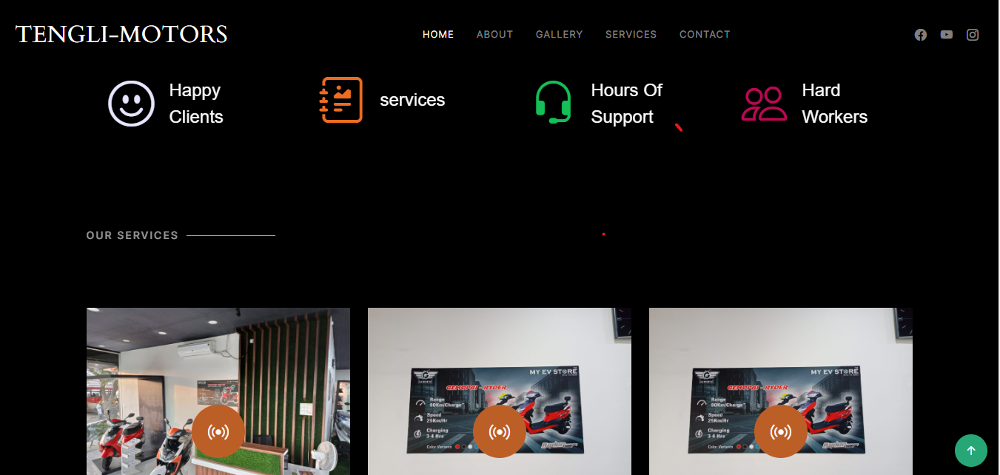 TENGLI-MOTORS
HOME ABOUT GALLERY SERVICES CONTACT
Happy
Clients
services
Hours Of
Support
Hard
Workers
OUR SERVICES
MY EV STORE
GEMOPAI - RYDER
Range
90Km/Charge*
Speed
25Km/Hr
Charging
3-4 Hrs
Color Variants
MY EV STORE
GEMOPAI - RYDER
Range
90Km/Charge*
Speed
25Km/Hr
Charging
3-4 Hrs
Color Variants